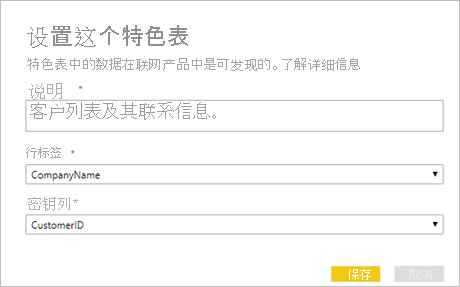 设置这个特色表
特色表中的数据在联网产品中是可发现的。了解详细信息
说明 *
客户列表及其联系信息。
行标签 *
CompanyName
密钥列*
CustomerID
保存 取消